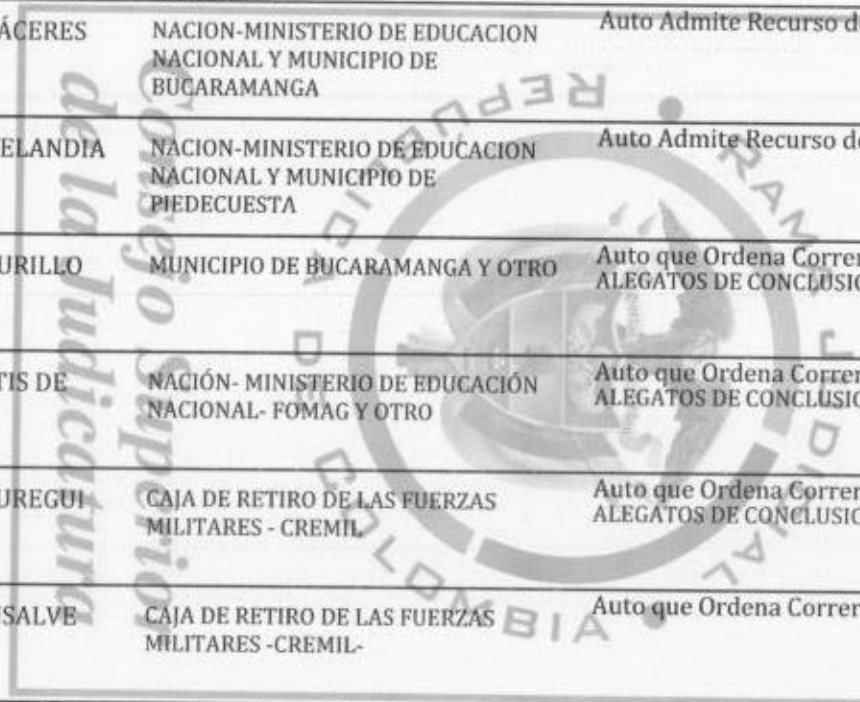 ÁCERES
NACION-MINISTERIO DE EDUCACION
NACIONAL Y MUNICIPIO DE
BUCARAMANGA
Auto Admite Recurso de
ELANDIA
NACION-MINISTERIO DE EDUCACION
NACIONAL Y MUNICIPIO DE
PIEDECUESTA
Auto Admite Recurso de
URILLO
MUNICIPIO DE BUCARAMANGA Y OTRO
Auto que Ordena Correr
ALEGATOS DE CONCLUSIO
TIS DE
NACIÓN- MINISTERIO DE EDUCACIÓN
NACIONAL- FOMAG Y OTRO
Auto que Ordena Correr
ALEGATOS DE CONCLUSIO
UREGUI
CAJA DE RETIRO DE LAS FUERZAS
MILITARES - CREMIL
Auto que Ordena Correr
ALEGATOS DE CONCLUSIO
SALVE
CAJA DE RETIRO DE LAS FUERZAS
MILITARES -CREMIL-
Auto que Ordena Correr
Consejo Superior
de la Judicatura
REPUBLICA DE COLOMBIA
RAMA JUDICIAL